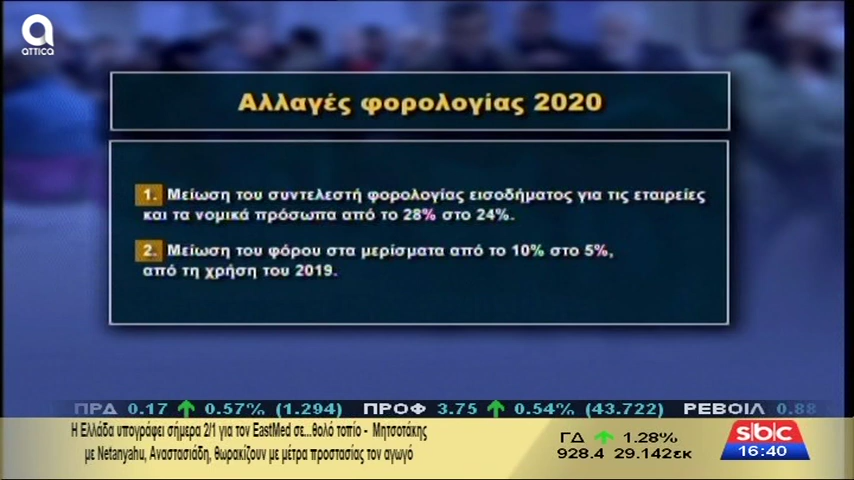 ATTICA
Αλλαγές φορολογίας 2020
1. Μείωση του συντελεστή φορολογίας εισοδήματος για τις εταιρείες
και τα νομικά πρόσωπα από το 28% στο 24%.
2. Μείωση του φόρου στα μερίσματα από το 10% στο 5%,
από τη χρήση του 2019.
ΠΡΔ 0.17 0.57% (1.294) ΠΡΟΦ 3.75 0.54% (43.722) ΡΕΒΟΙΛ 0.88
Η Ελλάδα υπογράφει σήμερα 2/1 για τον EastMed σε...θολό τοπίο - Μητσοτάκης
με Netanyahu, Αναστασιάδη, θωρακίζουν με μέτρα προστασίας τον αγωγό
ΓΔ 1.28%
928.4 29.142εκ
sbc
16:40